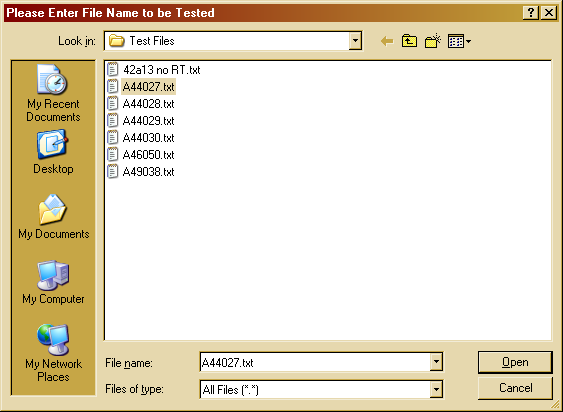 Please Enter File Name to be Tested
Look in: Test Files
My Recent
Documents
Desktop
My Documents
My Computer
My Network
Places
42a13 no RT.txt
A44027.txt
A44028.txt
A44029.txt
A44030.txt
A46050.txt
A49038.txt
File name: A44027.txt Open
Files of type: All Files (*.*) Cancel